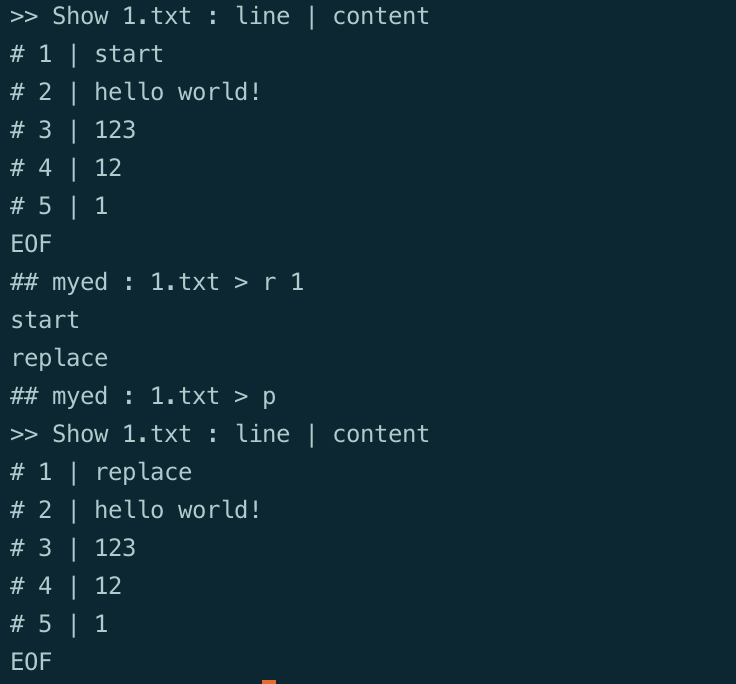 >> Show 1.txt : line | content
# 1 | start
# 2 | hello world!
# 3 | 123
# 4 | 12
# 5 | 1
EOF
## myed : 1.txt > r 1
start
replace
## myed : 1.txt > p
>> Show 1.txt : line | content
# 1 | replace
# 2 | hello world!
# 3 | 123
# 4 | 12
# 5 | 1
EOF